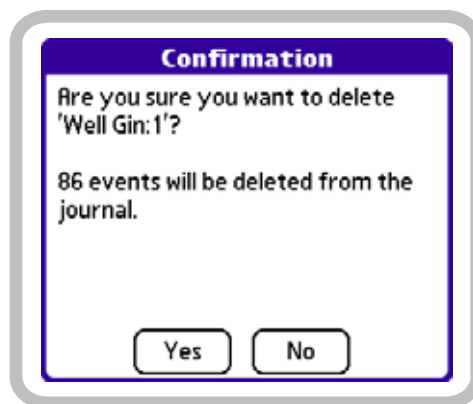 Confirmation
Are you sure you want to delete
'Well Gin:1'?
86 events will be deleted from the
journal.
Yes No